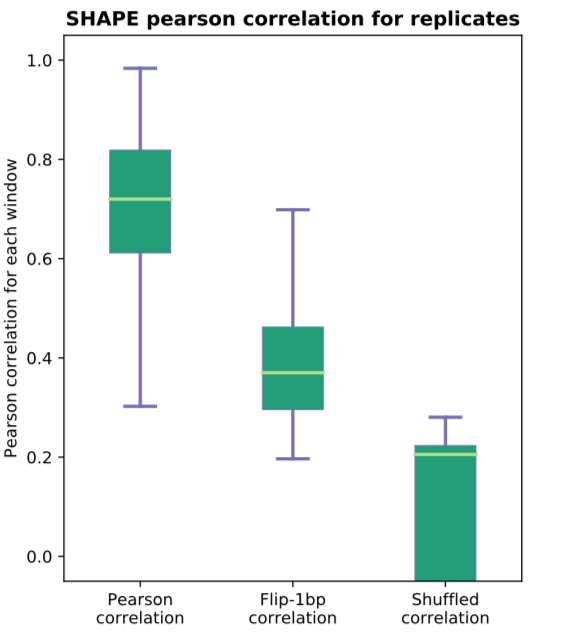 SHAPE pearson correlation for replicates
Pearson correlation for each window
1.0
0.8
0.6
0.4
0.2
0.0
Pearson
correlation
Flip-1bp
correlation
Shuffled
correlation